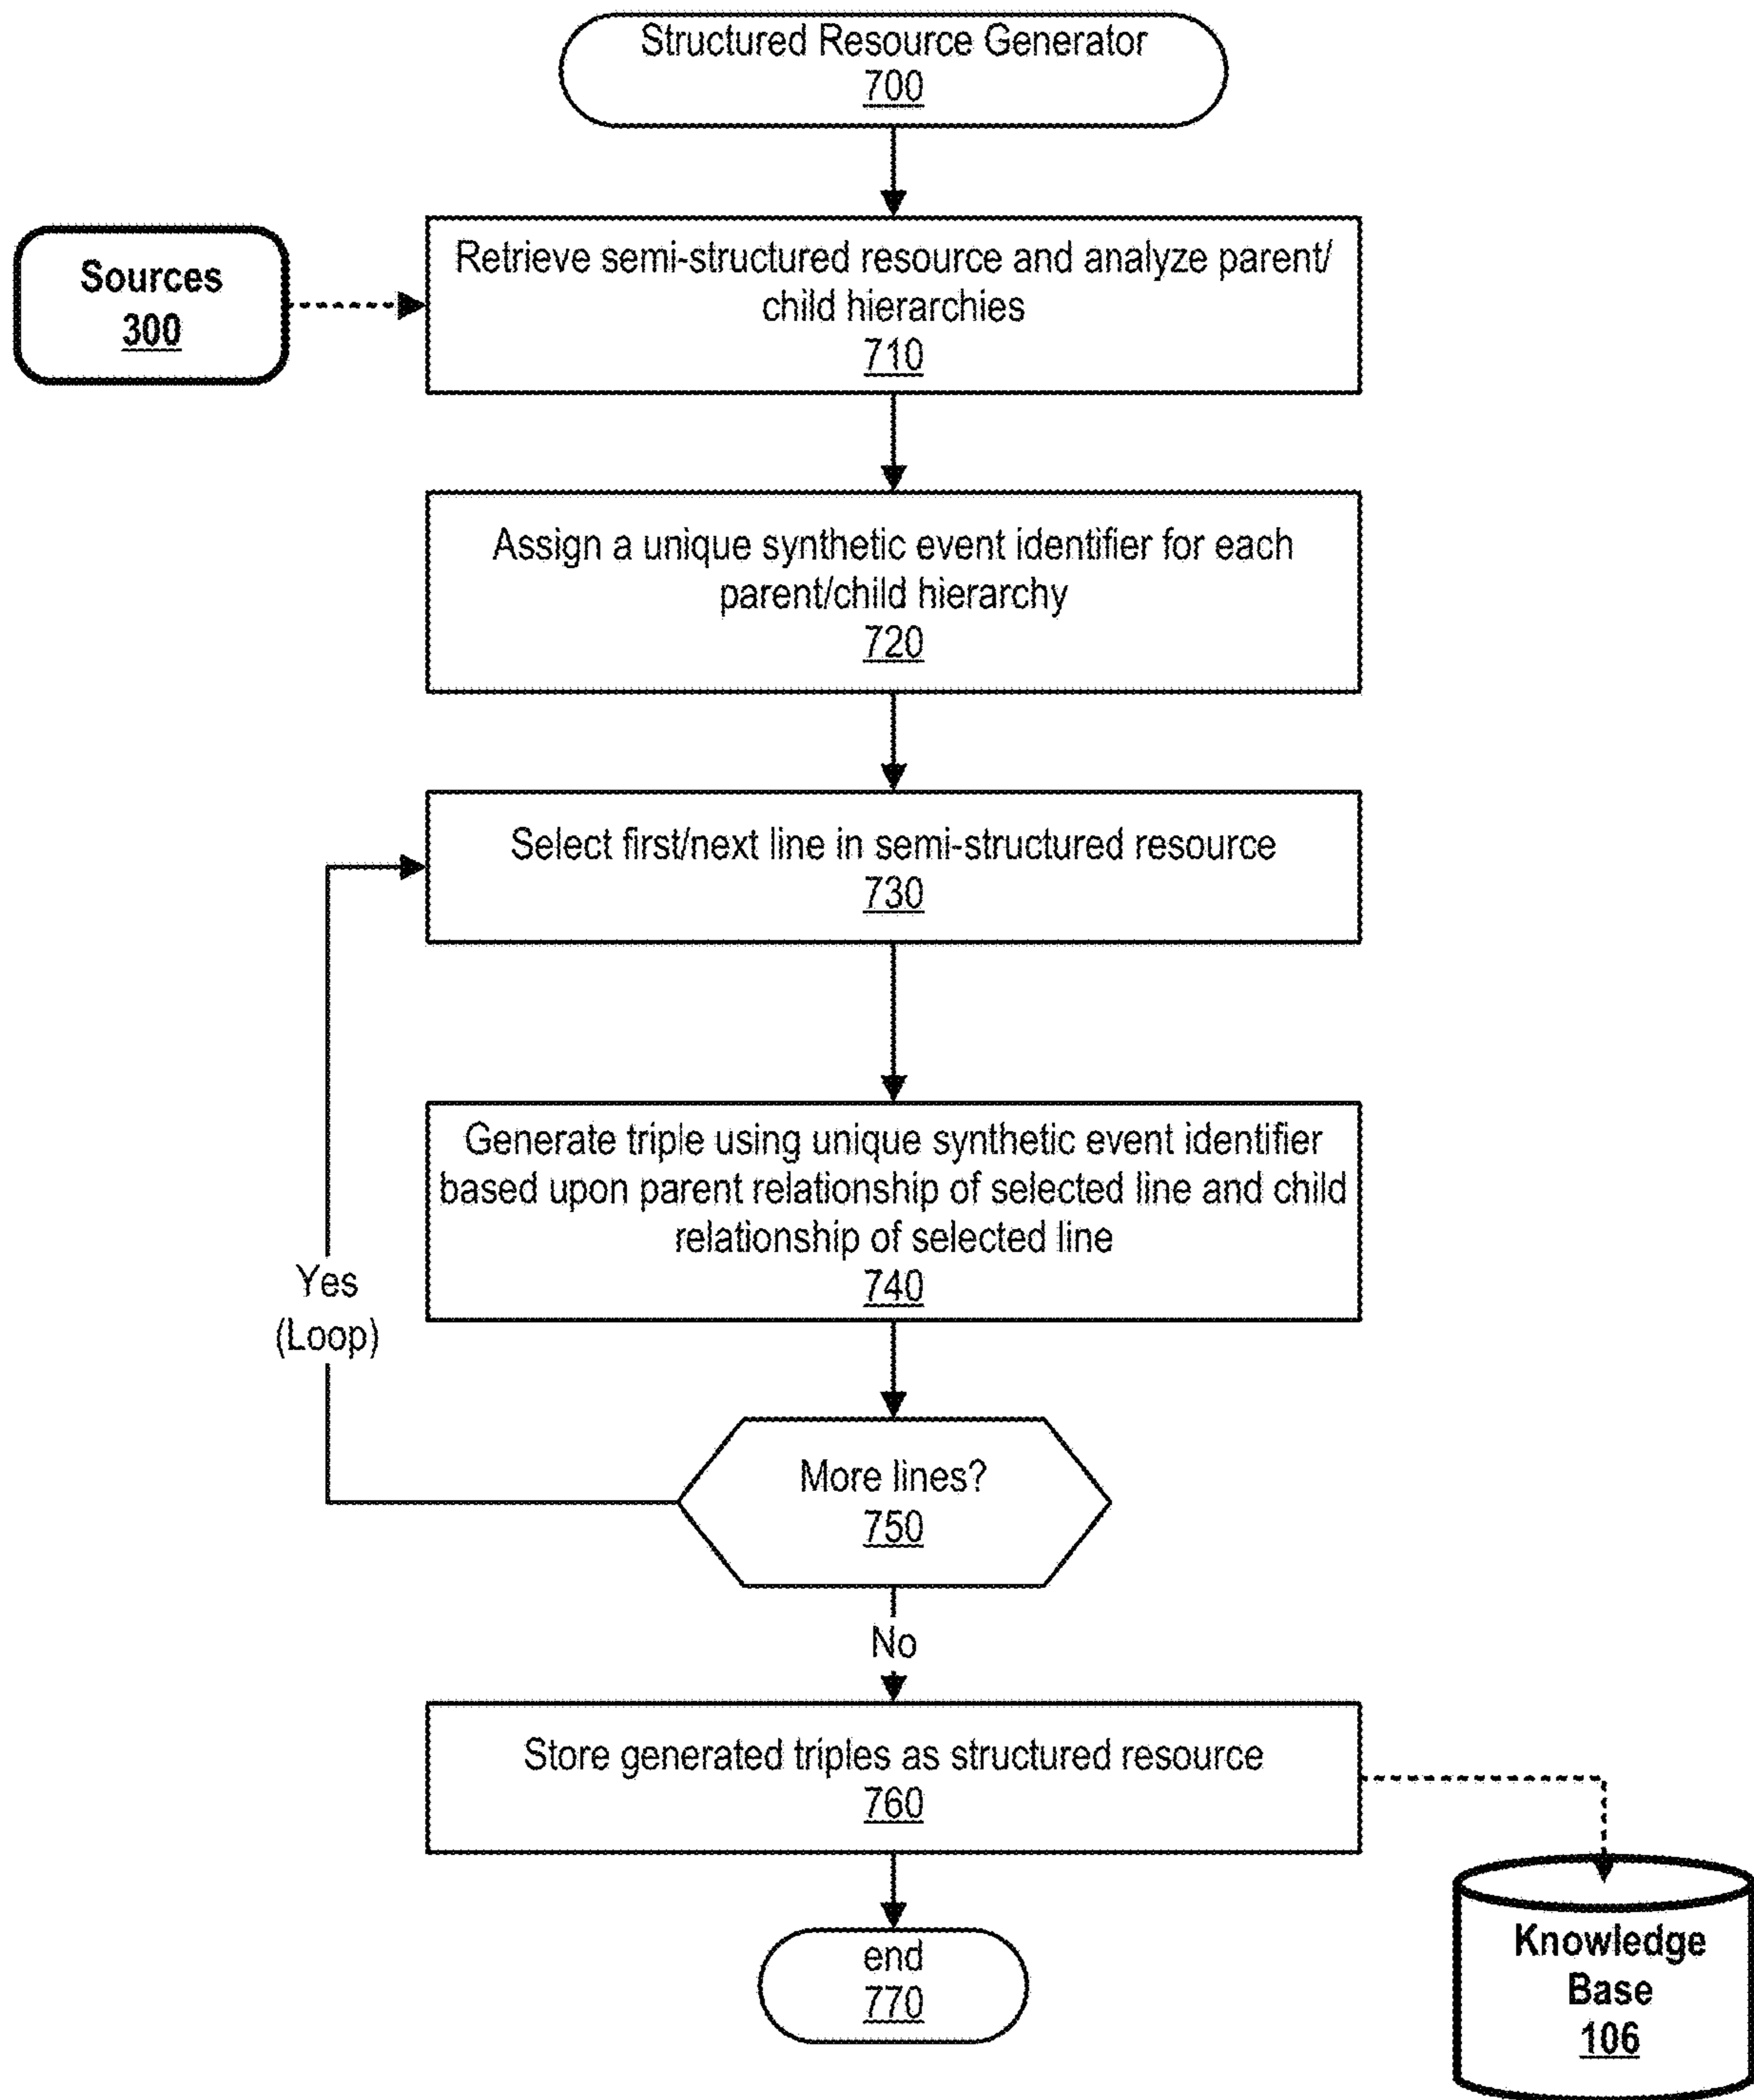 Structured Resource Generator
700
Sources
300
Retrieve semi-structured resource and analyze parent/
child hierarchies
710
Assign a unique synthetic event identifier for each
parent/child hierarchy
720
Select first/next line in semi-structured resource
730
Generate triple using unique synthetic event identifier
based upon parent relationship of selected line and child
relationship of selected line
740
Yes
(Loop)
More lines?
750
No
Store generated triples as structured resource
760
end
770
Knowledge
Base
106